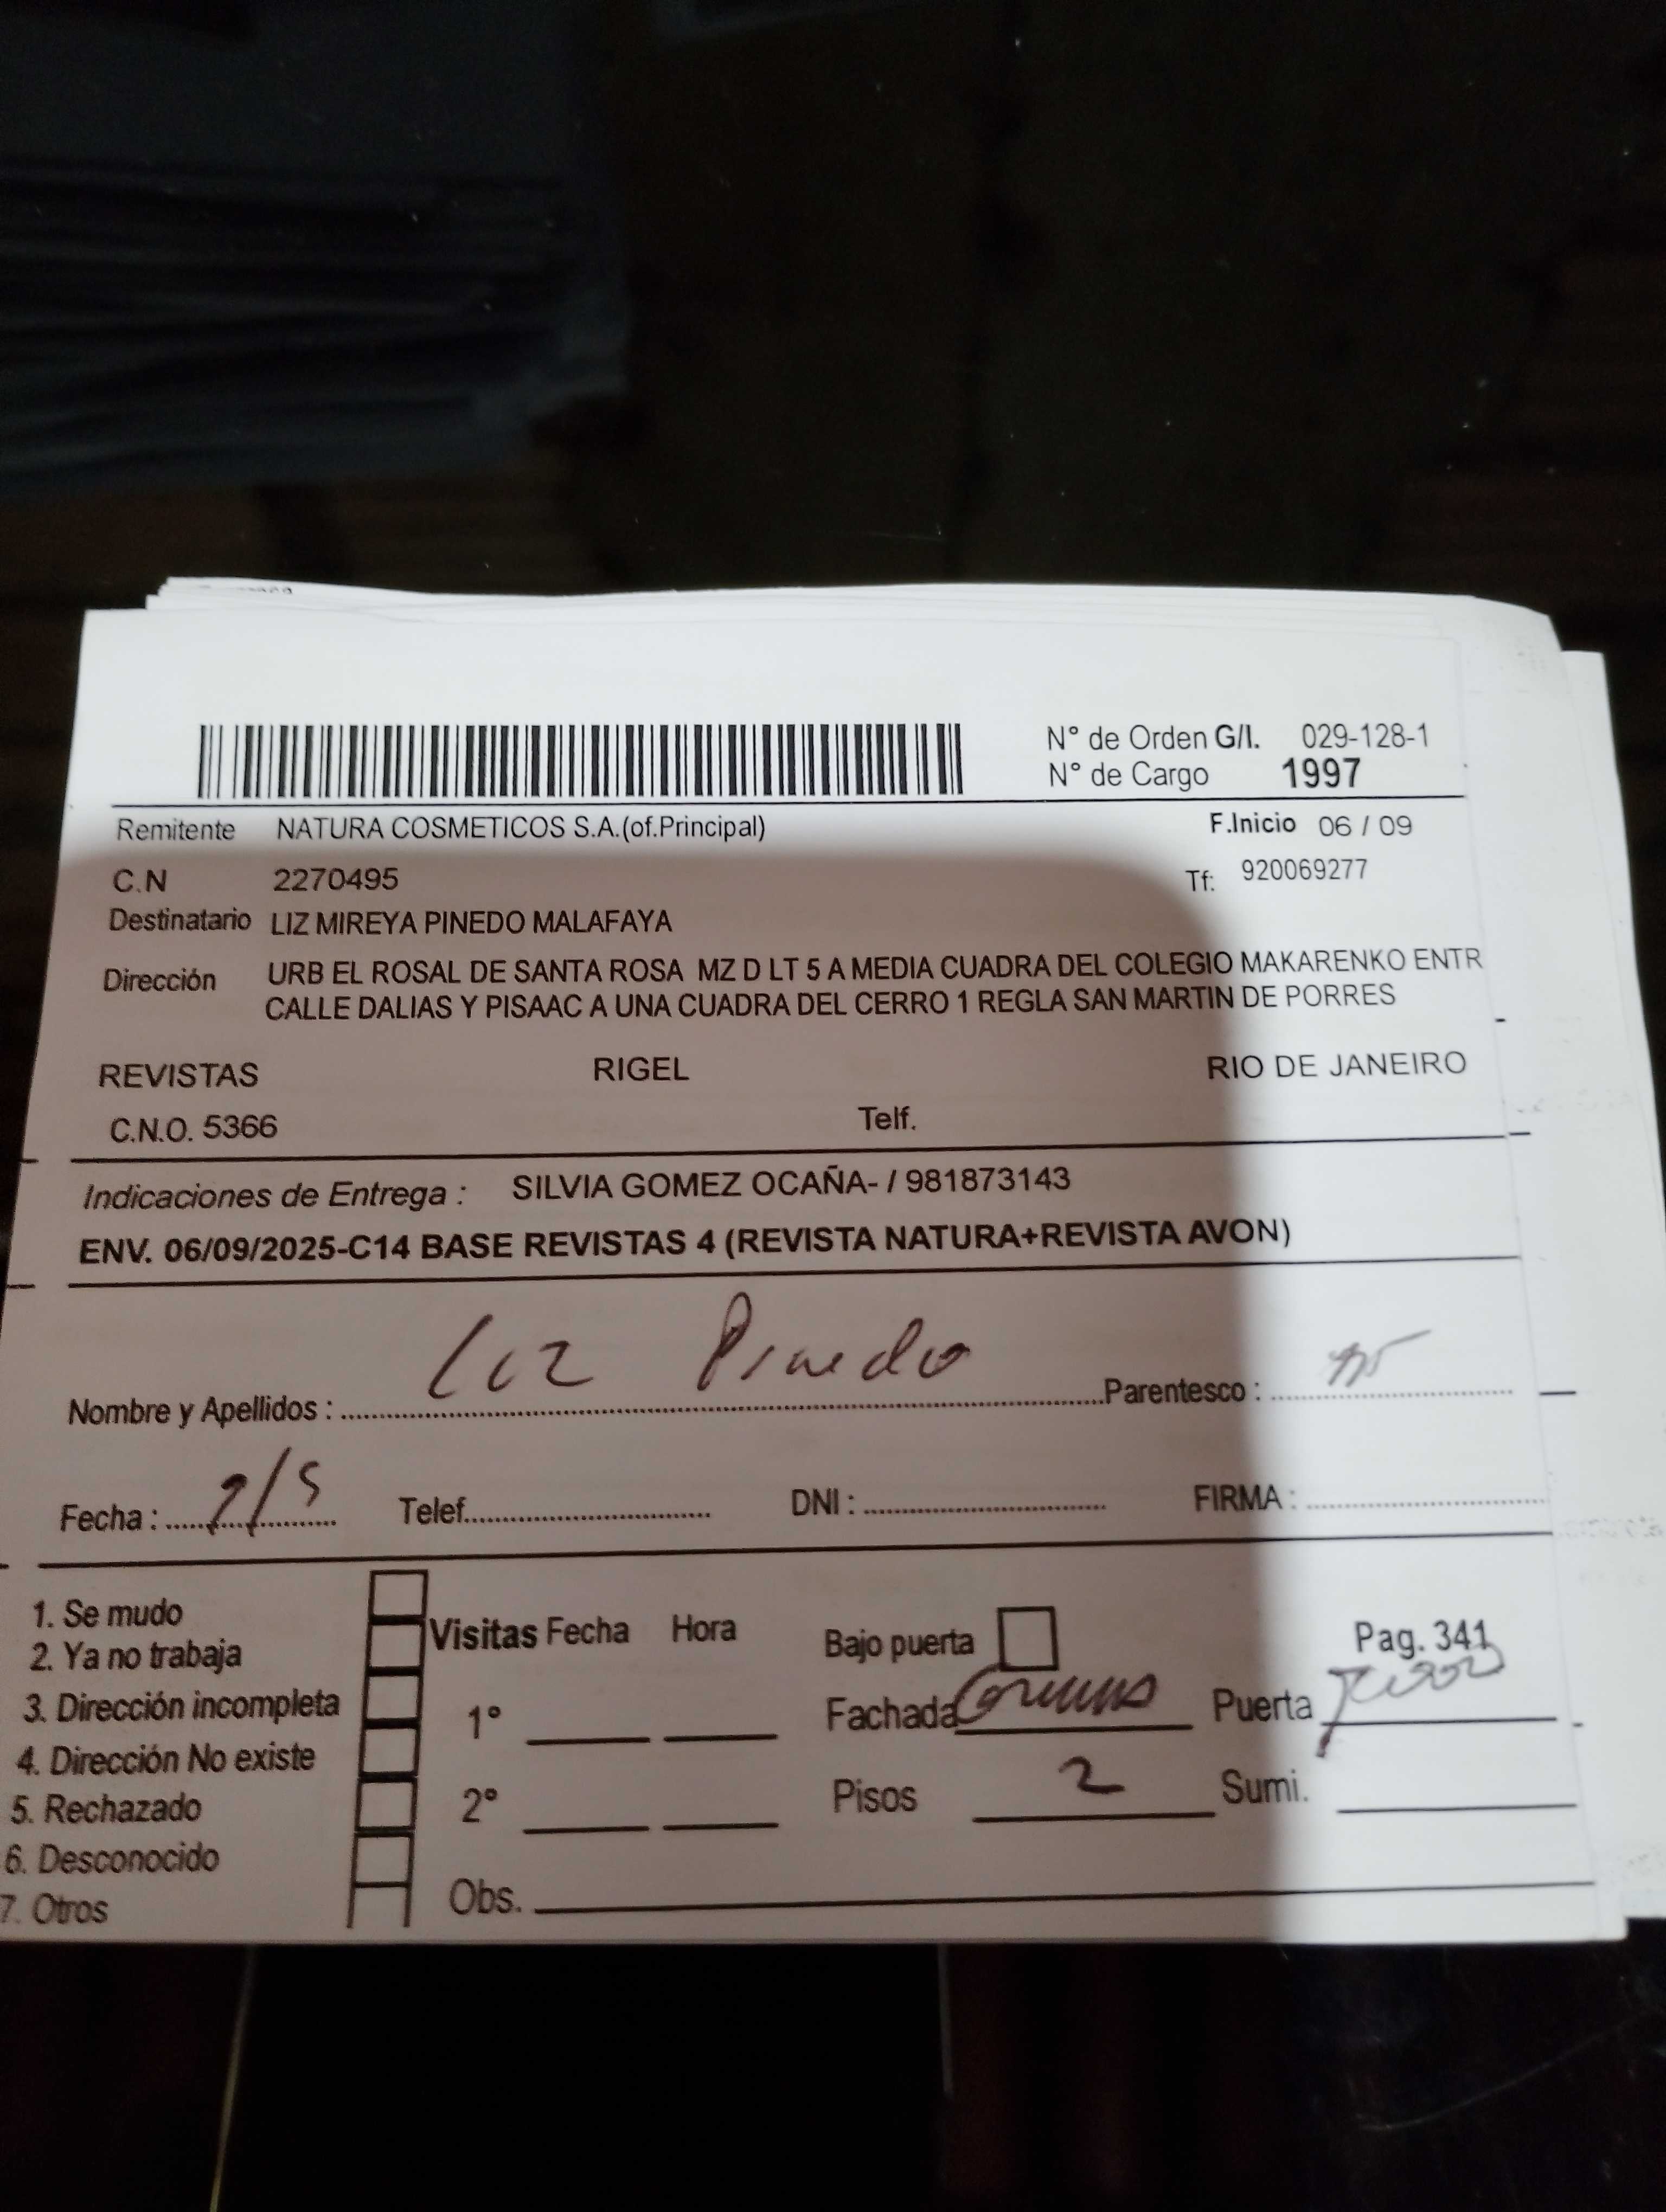 N° de Orden G/I. 029-128-1
N° de Cargo 1997
Remitente NATURA COSMETICOS S.A.(of.Principal) F.Inicio 06 / 09
C.N 2270495 Tf: 920069277
Destinatario LIZ MIREYA PINEDO MALAFAYA
Dirección URB EL ROSAL DE SANTA ROSA MZ D LT 5 A MEDIA CUADRA DEL COLEGIO MAKARENKO ENTR
CALLE DALIAS Y PISAAC A UNA CUADRA DEL CERRO 1 REGLA SAN MARTIN DE PORRES
REVISTAS RIGEL RIO DE JANEIRO
C.N.O. 5366 Telf.
Indicaciones de Entrega : SILVIA GOMEZ OCAÑA- / 981873143
ENV. 06/09/2025-C14 BASE REVISTAS 4 (REVISTA NATURA+REVISTA AVON)
Nombre y Apellidos : Liz Pinedo Parentesco :
Fecha : Telef. DNI : FIRMA :
1. Se mudo
2. Ya no trabaja
3. Dirección incompleta
4. Dirección No existe
5. Rechazado
6. Desconocido
7. Otros
Visitas Fecha Hora
1°
2°
Obs.
Bajo puerta Pag. 341
Fachada Puerta
Pisos 2 Sumi.